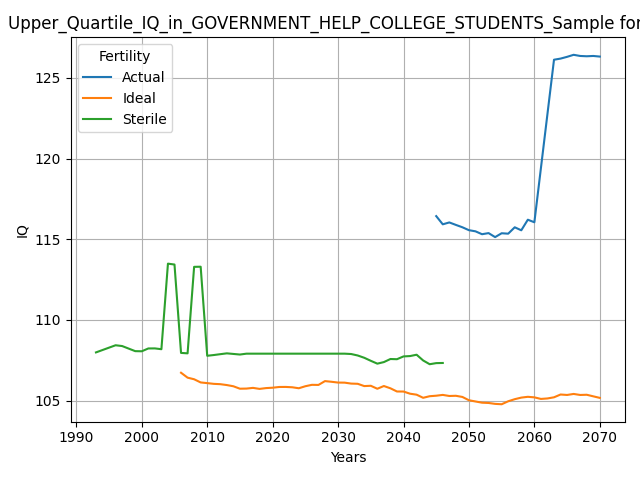 Upper_Quartile_IQ_in_GOVERNMENT_HELP_COLLEGE_STUDENTS_Sample for
Fertility
Actual
Ideal
Sterile
125
120
115
110
105
IQ
1990 2000 2010 2020 2030 2040 2050 2060 2070
Years